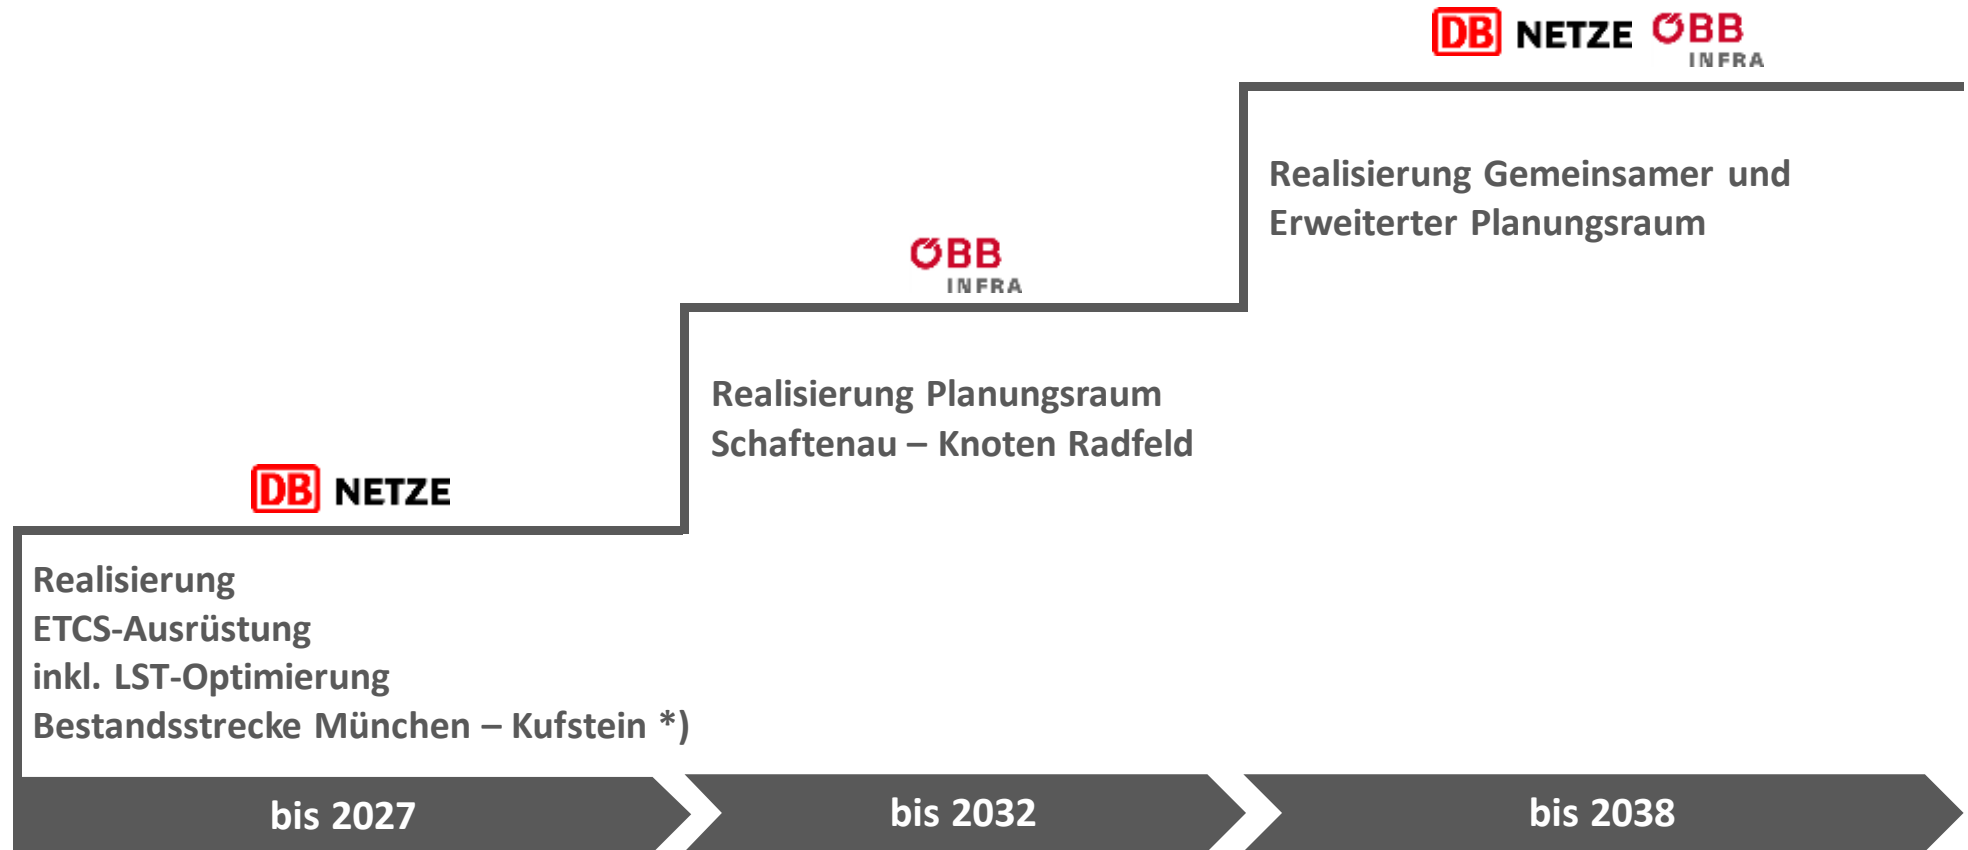 DB NETZE ÖBB
INFRA
Realisierung Gemeinsamer und
Erweiterter Planungsraum
ÖBB
INFRA
Realisierung Planungsraum
Schaftenau – Knoten Radfeld
DB NETZE
Realisierung
ETCS-Ausrüstung
inkl. LST-Optimierung
Bestandsstrecke München – Kufstein *)
bis 2027
bis 2032
bis 2038